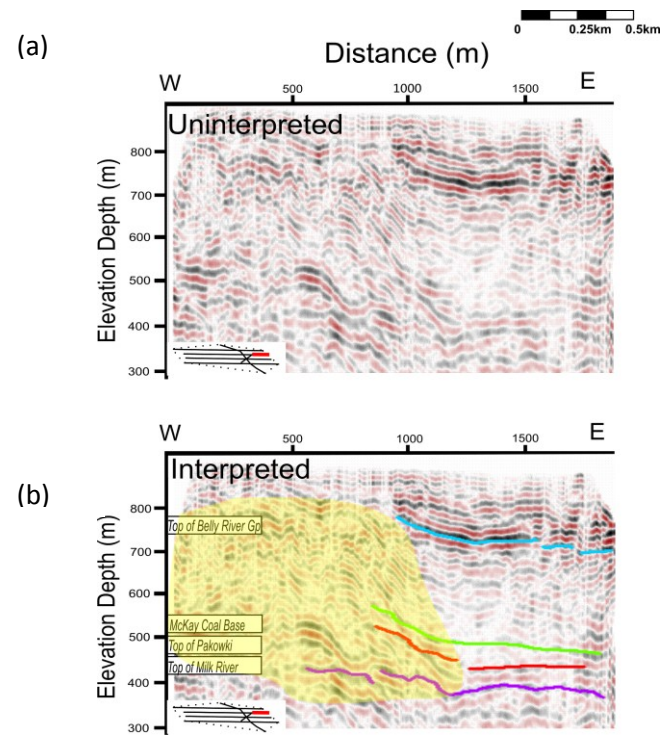 0 0.25km 0.5km
(a)
Distance (m)
W E
500 1000 1500
Uninterpreted
Elevation Depth (m)
800
700
600
500
400
300
(b)
W E
500 1000 1500
Interpreted
Elevation Depth (m)
800
700
600
500
400
300
Top of Belly River Gp
McKay Coal Base
Top of Pakowki
Top of Milk River